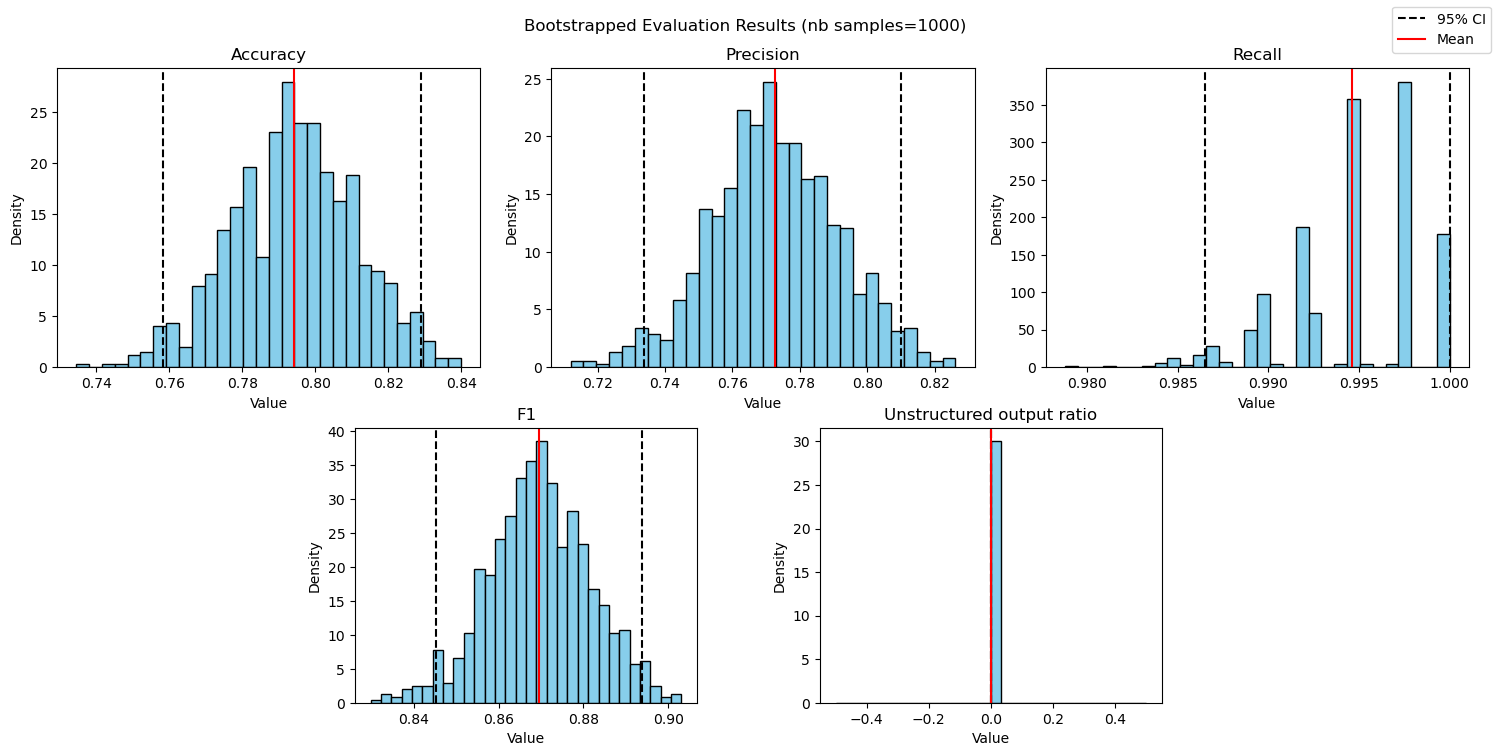 Bootstrapped Evaluation Results (nb samples=1000)
95% CI
Mean
Accuracy
Density
25
20
15
10
5
0
0.74 0.76 0.78 0.80 0.82 0.84
Value
Precision
Density
25
20
15
10
5
0
0.72 0.74 0.76 0.78 0.80 0.82
Value
Recall
Density
350
300
250
200
150
100
50
0
0.980 0.985 0.990 0.995 1.000
Value
F1
Density
40
35
30
25
20
15
10
5
0
0.84 0.86 0.88 0.90
Value
Unstructured output ratio
Density
30
25
20
15
10
5
0
−0.4 −0.2 0.0 0.2 0.4
Value